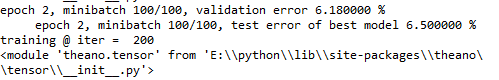 epoch 2, minibatch 100/100, validation error 6.180000 %
epoch 2, minibatch 100/100, test error of best model 6.500000 %
training @ iter =  200
<module 'theano.tensor' from 'E:\\python\\lib\\site-packages\\theano\
\tensor\\__init__.py'>